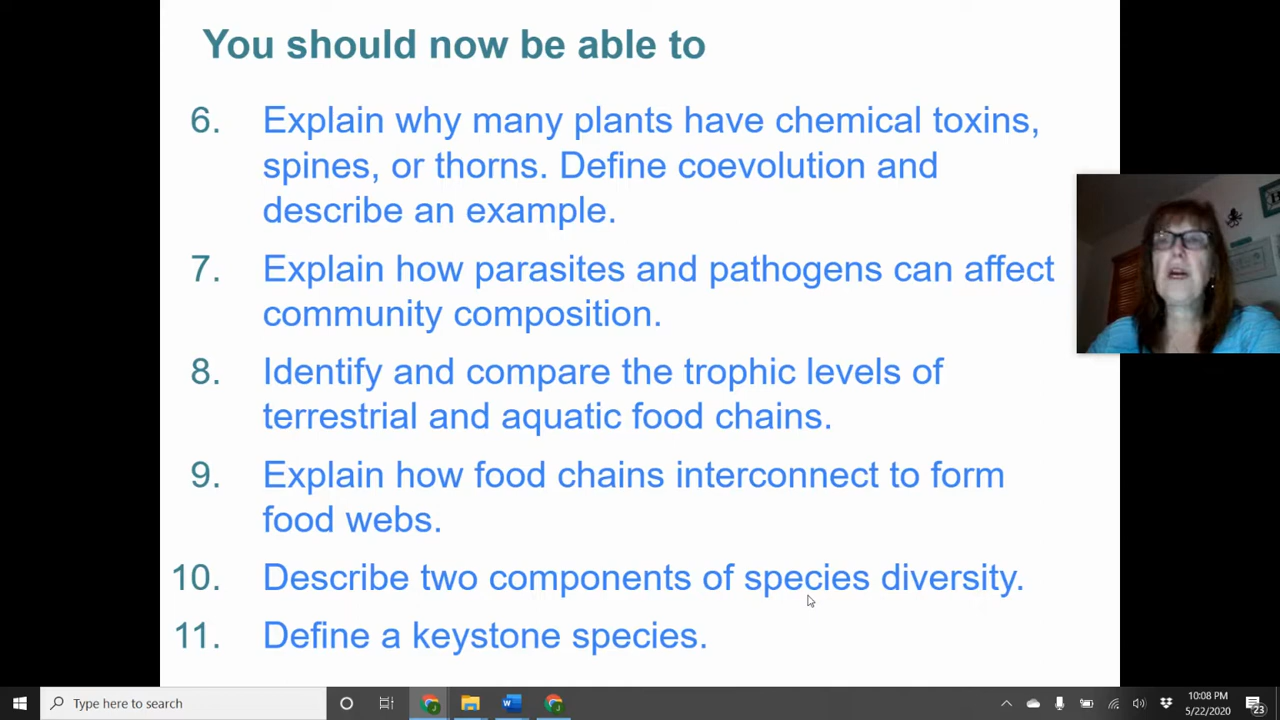 You should now be able to
6. Explain why many plants have chemical toxins,
spines, or thorns. Define coevolution and
describe an example.
7. Explain how parasites and pathogens can affect
community composition.
8. Identify and compare the trophic levels of
terrestrial and aquatic food chains.
9. Explain how food chains interconnect to form
food webs.
10. Describe two components of species diversity.
11. Define a keystone species.
Type here to search
10:08 PM
5/22/2020
23